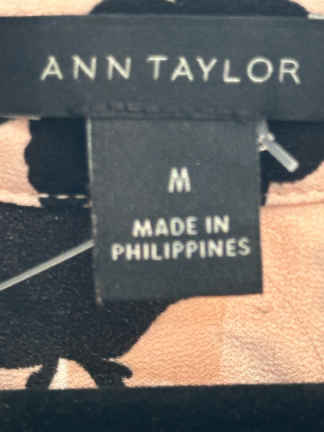 ANN TAYLOR
M
MADE IN
PHILIPPINES